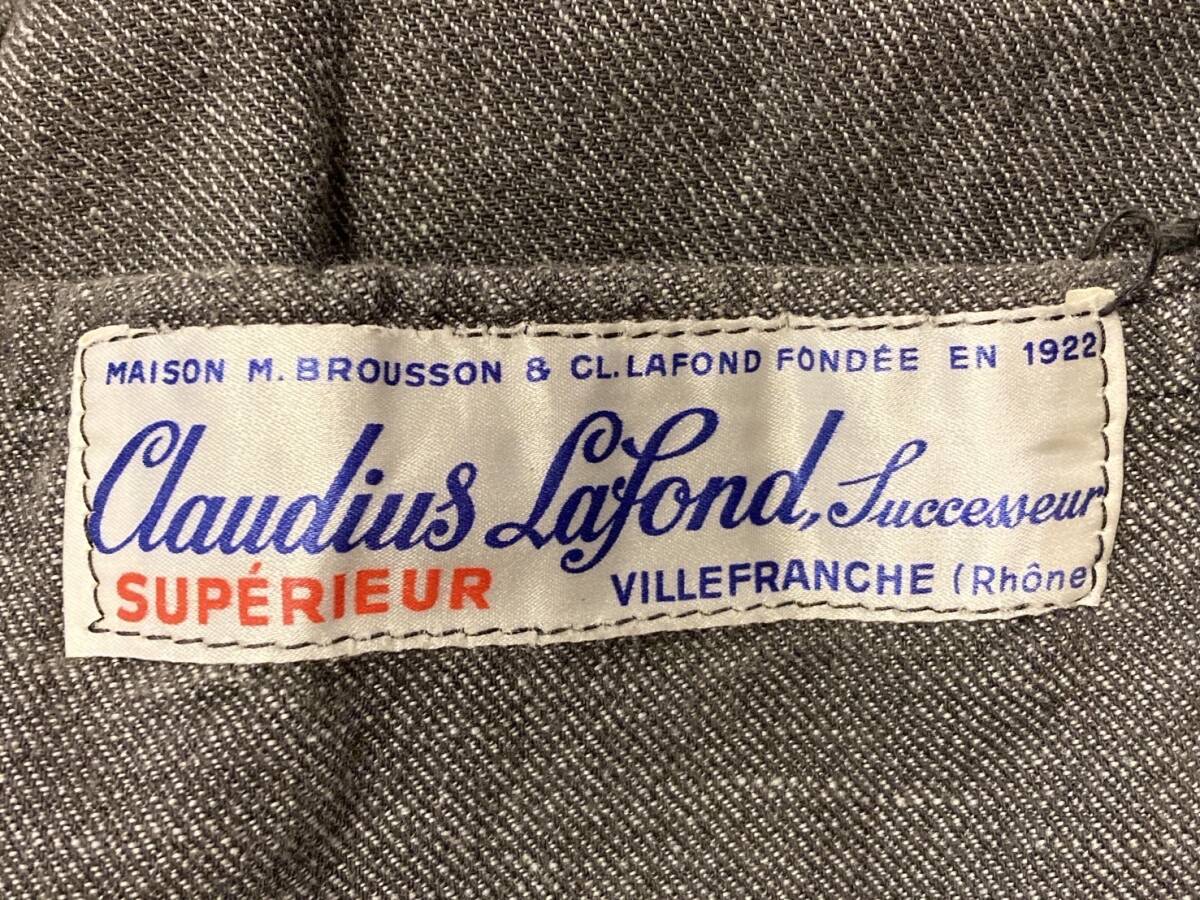 MAISON M. BROUSSON & CL. LAFOND FONDÉE EN 1922
Claudius Lafond, Successeur
SUPÉRIEUR VILLEFRANCHE (Rhône)